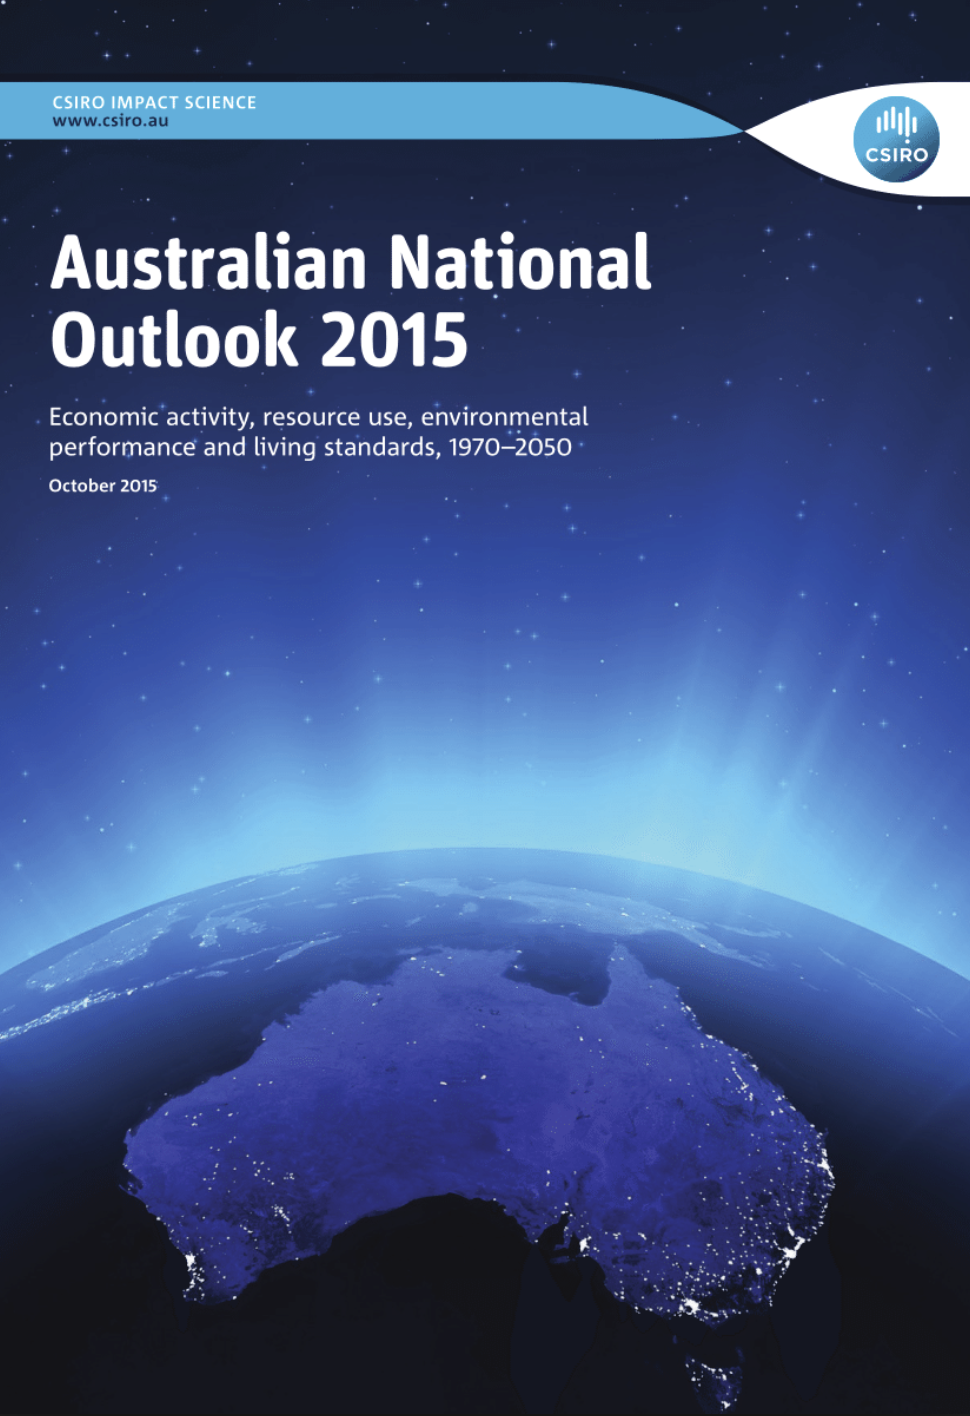 CSIRO IMPACT SCIENCE
www.csiro.au
CSIRO
Australian National
Outlook 2015
Economic activity, resource use, environmental
performance and living standards, 1970–2050
October 2015